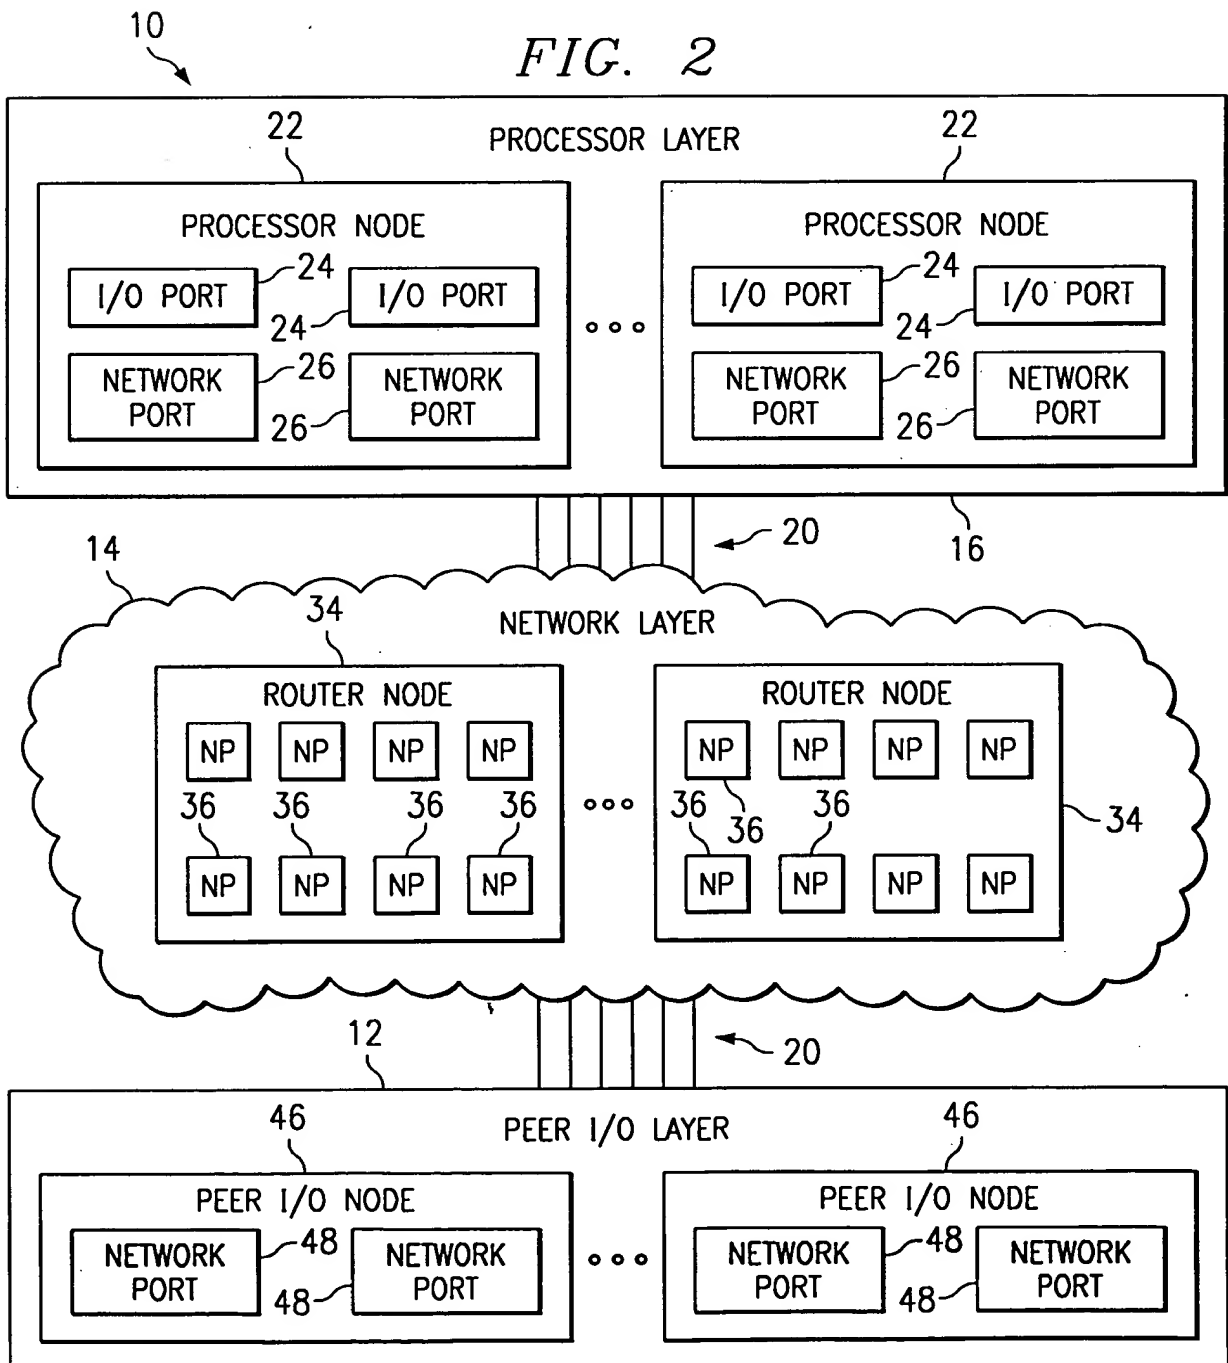 10
FIG. 2
22
PROCESSOR LAYER
22
PROCESSOR NODE
PROCESSOR NODE
I/O PORT
24
I/O PORT
24
I/O PORT
24
I/O PORT
24
NETWORK PORT
26
NETWORK PORT
26
NETWORK PORT
26
NETWORK PORT
26
14
20
16
34
NETWORK LAYER
ROUTER NODE
ROUTER NODE
NP NP NP NP
NP NP NP NP
36 36 36 36
36 36 36
34
NP NP NP NP
NP NP NP NP
12
20
46
PEER I/O LAYER
46
PEER I/O NODE
PEER I/O NODE
NETWORK PORT
48
NETWORK PORT
48
NETWORK PORT
48
NETWORK PORT
48